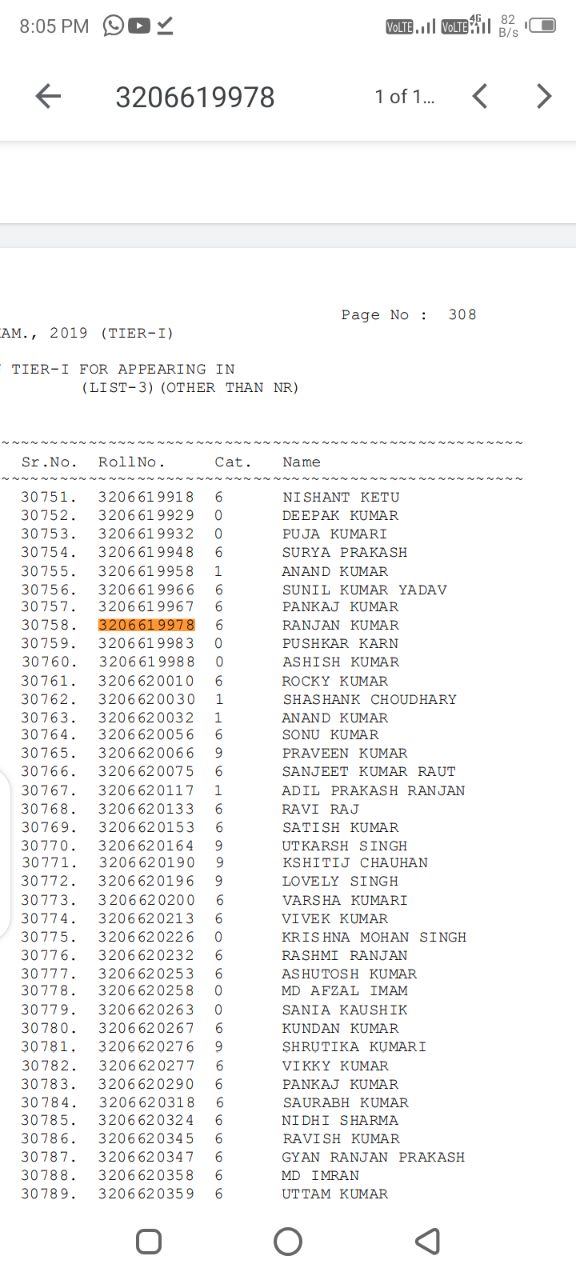 8:05 PM VoLTE VoLTE 4G 82 B/s
3206619978 1 of 1...
Page No : 308
AM., 2019 (TIER-I)
TIER-I FOR APPEARING IN
(LIST-3)(OTHER THAN NR)
~~~~~~~~~~~~~~~~~~~~~~~~~~~~~~~~~~~~~~~~~~~~~~~~~~~~~~
Sr.No. RollNo. Cat. Name
~~~~~~~~~~~~~~~~~~~~~~~~~~~~~~~~~~~~~~~~~~~~~~~~~~~~~~
30751. 3206619918 6 NISHANT KETU
30752. 3206619929 0 DEEPAK KUMAR
30753. 3206619932 0 PUJA KUMARI
30754. 3206619948 6 SURYA PRAKASH
30755. 3206619958 1 ANAND KUMAR
30756. 3206619966 6 SUNIL KUMAR YADAV
30757. 3206619967 6 PANKAJ KUMAR
30758. 3206619978 6 RANJAN KUMAR
30759. 3206619983 0 PUSHKAR KARN
30760. 3206619988 0 ASHISH KUMAR
30761. 3206620010 6 ROCKY KUMAR
30762. 3206620030 1 SHASHANK CHOUDHARY
30763. 3206620032 1 ANAND KUMAR
30764. 3206620056 6 SONU KUMAR
30765. 3206620066 9 PRAVEEN KUMAR
30766. 3206620075 6 SANJEET KUMAR RAUT
30767. 3206620117 1 ADIL PRAKASH RANJAN
30768. 3206620133 6 RAVI RAJ
30769. 3206620153 6 SATISH KUMAR
30770. 3206620164 9 UTKARSH SINGH
30771. 3206620190 9 KSHITIJ CHAUHAN
30772. 3206620196 9 LOVELY SINGH
30773. 3206620200 6 VARSHA KUMARI
30774. 3206620213 6 VIVEK KUMAR
30775. 3206620226 0 KRISHNA MOHAN SINGH
30776. 3206620232 6 RASHMI RANJAN
30777. 3206620253 6 ASHUTOSH KUMAR
30778. 3206620258 0 MD AFZAL IMAM
30779. 3206620263 0 SANIA KAUSHIK
30780. 3206620267 6 KUNDAN KUMAR
30781. 3206620276 9 SHRUTIKA KUMARI
30782. 3206620277 6 VIKKY KUMAR
30783. 3206620290 6 PANKAJ KUMAR
30784. 3206620318 6 SAURABH KUMAR
30785. 3206620324 6 NIDHI SHARMA
30786. 3206620345 6 RAVISH KUMAR
30787. 3206620347 6 GYAN RANJAN PRAKASH
30788. 3206620358 6 MD IMRAN
30789. 3206620359 6 UTTAM KUMAR